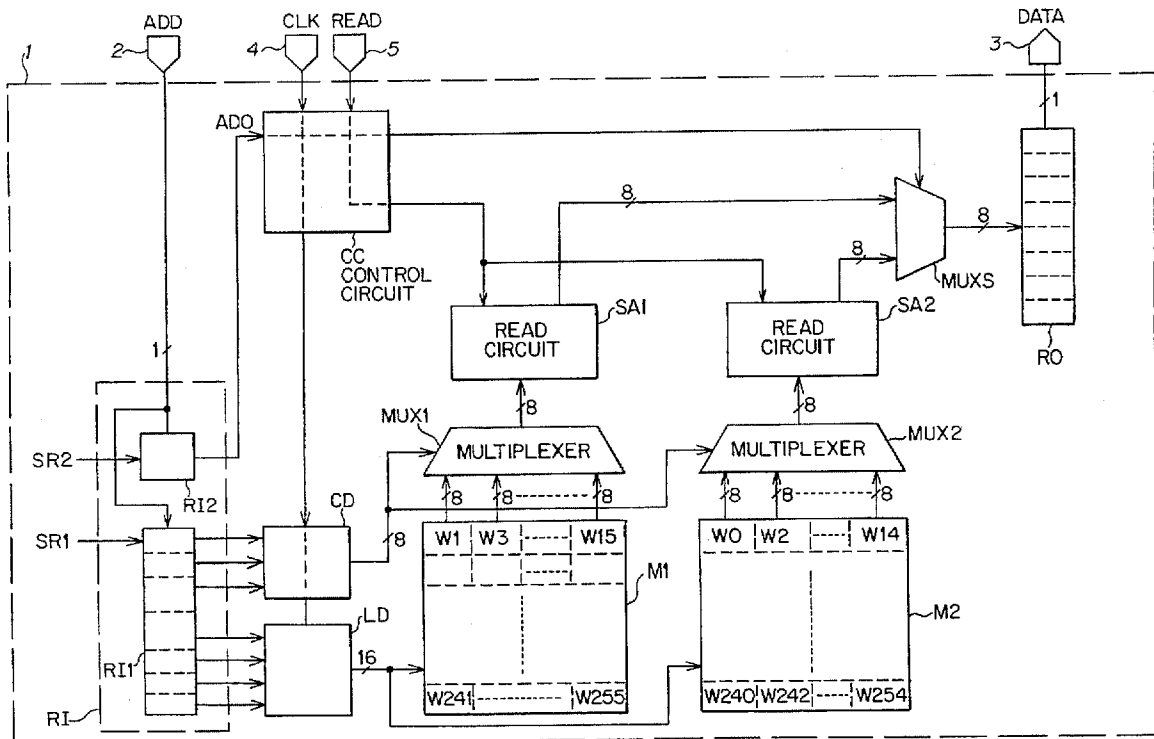 ADD
CLK
READ
DATA
1
2
4
5
3
ADO
1
8
8
8
CC
CONTROL
CIRCUIT
MUXS
RO
READ
CIRCUIT
SA1
READ
CIRCUIT
SA2
1
8
8
MUX1
MULTIPLEXER
MULTIPLEXER
MUX2
SR2
RI2
8
8
8
8
8
8
SR1
CD
8
W1 W3 W15
M1
W0 W2 W14
M2
LD
16
RI1
RI
W241 W255
W240 W242 W254